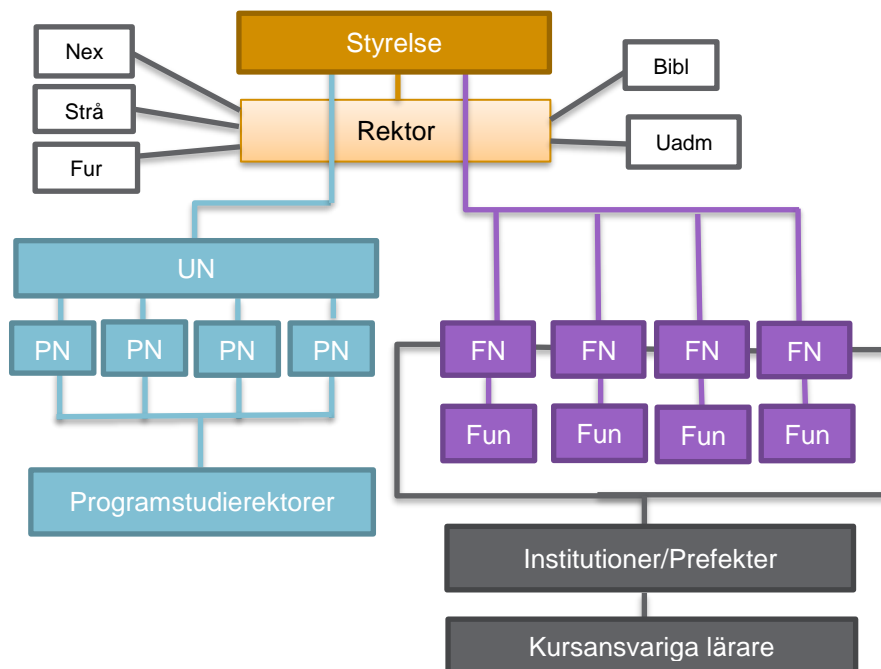 Styrelse
Nex
Bibl
Strå
Rektor
Uadm
Fur
UN
PN
PN
PN
PN
FN
FN
FN
FN
Fun
Fun
Fun
Fun
Programstudierektorer
Institutioner/Prefekter
Kursansvariga lärare